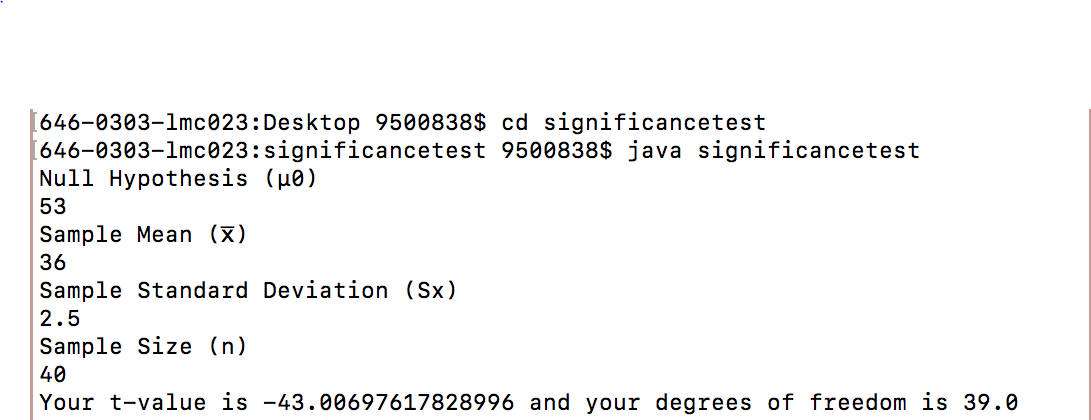 [646-0303-lmc023:Desktop 9500838$ cd significancetest
[646-0303-lmc023:significancetest 9500838$ java significancetest
Null Hypothesis (μ0)
53
Sample Mean (x̅)
36
Sample Standard Deviation (Sx)
2.5
Sample Size (n)
40
Your t-value is -43.00697617828996 and your degrees of freedom is 39.0